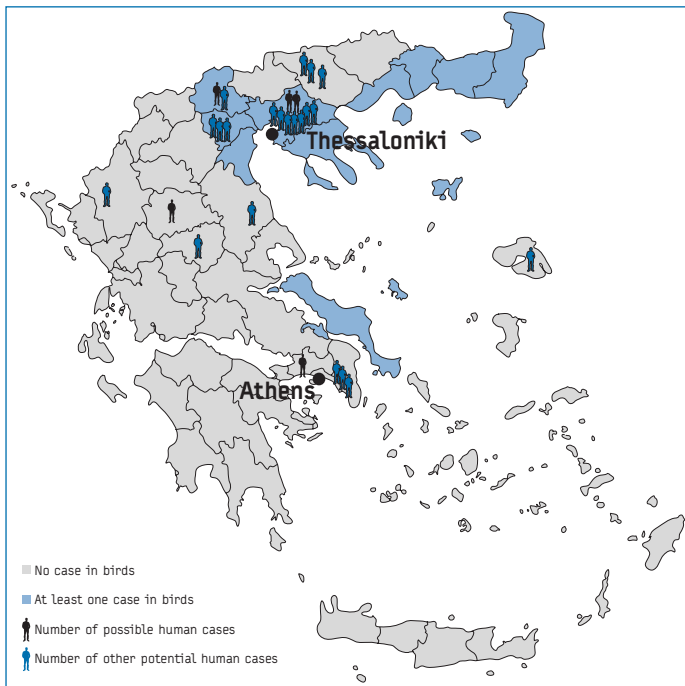 Thessaloniki
Athens
No case in birds
At least one case in birds
Number of possible human cases
Number of other potential human cases